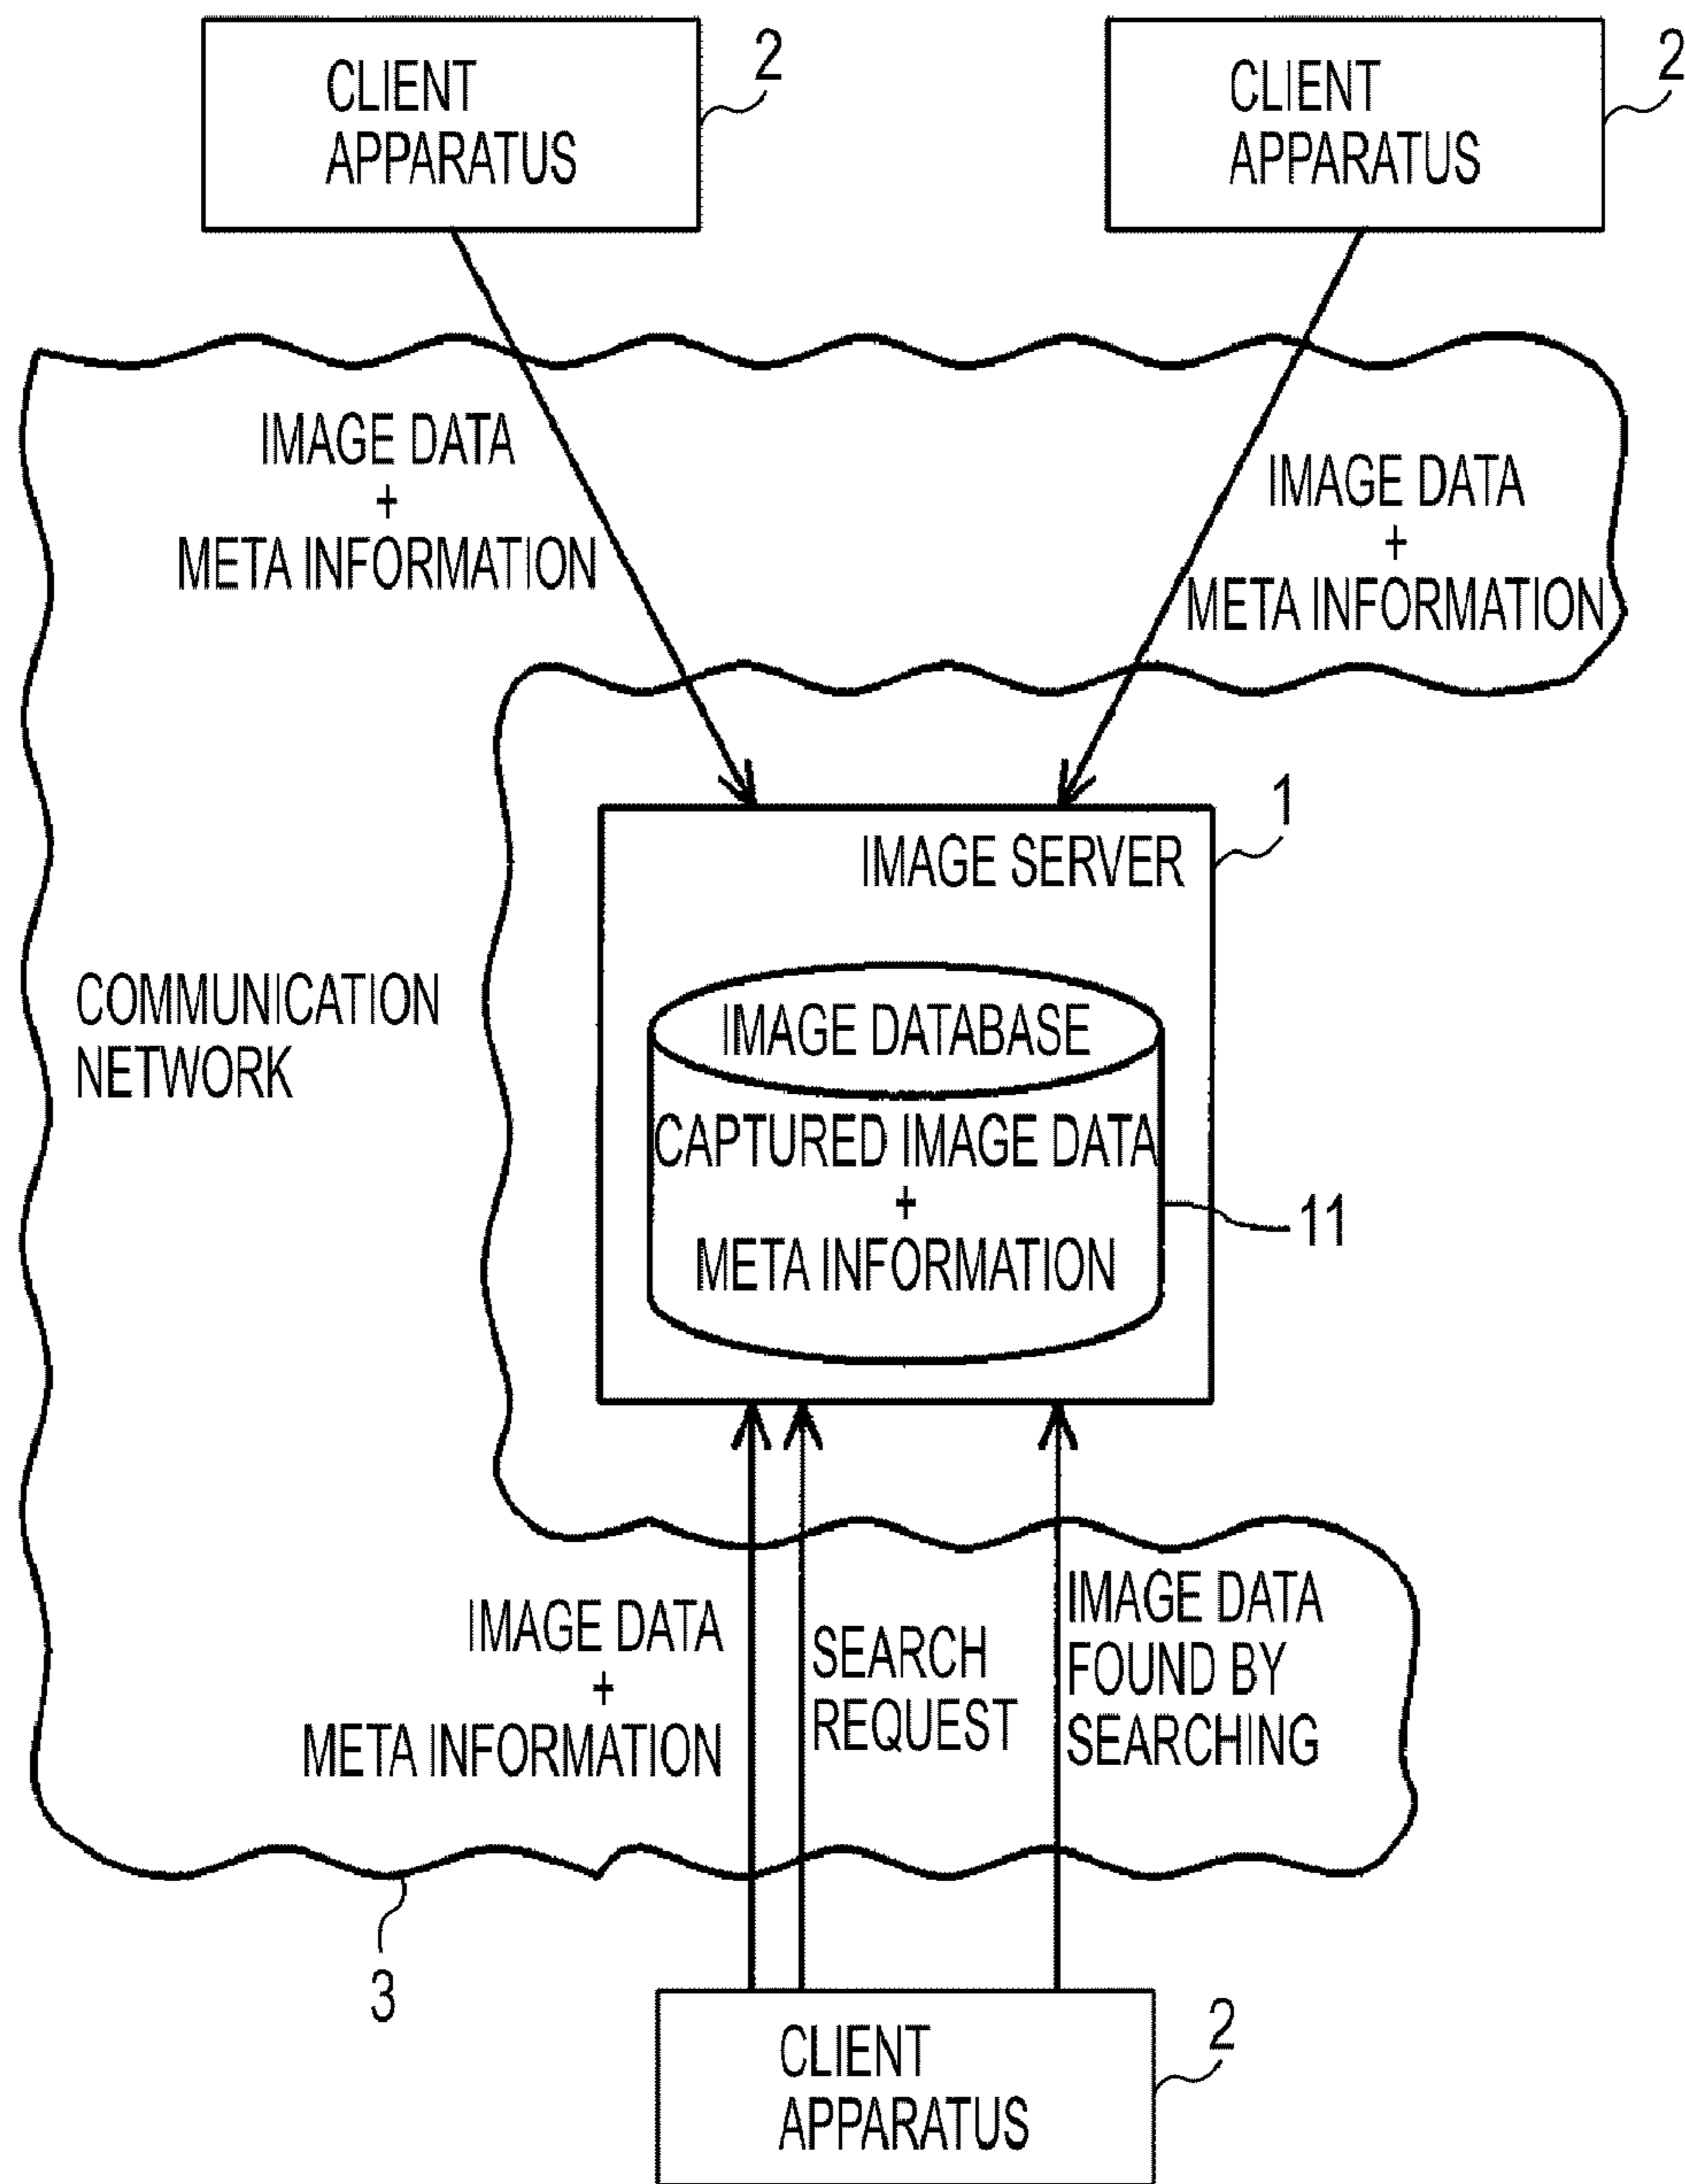 CLIENT
APPARATUS
2
CLIENT
APPARATUS
2
IMAGE DATA
+
META INFORMATION
IMAGE DATA
+
META INFORMATION
1
IMAGE SERVER
COMMUNICATION
NETWORK
IMAGE DATABASE
CAPTURED IMAGE DATA
+
META INFORMATION
11
IMAGE DATA
+
META INFORMATION
SEARCH
REQUEST
IMAGE DATA
FOUND BY
SEARCHING
3
CLIENT
APPARATUS
2